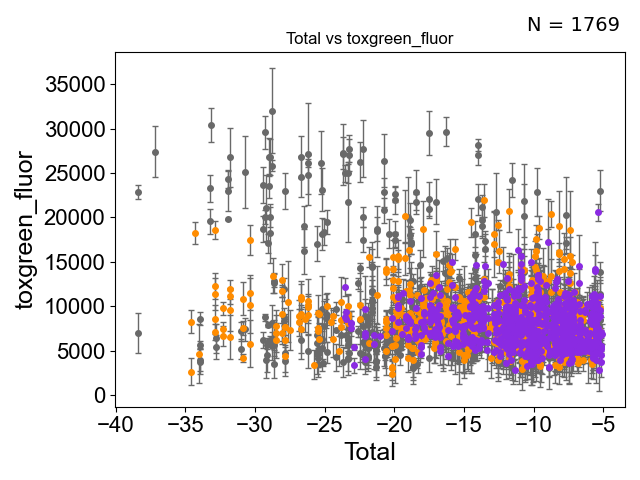 N = 1769
Total vs toxgreen_fluor
35000
30000
25000
20000
15000
10000
5000
0
toxgreen_fluor
−40 −35 −30 −25 −20 −15 −10 −5
Total